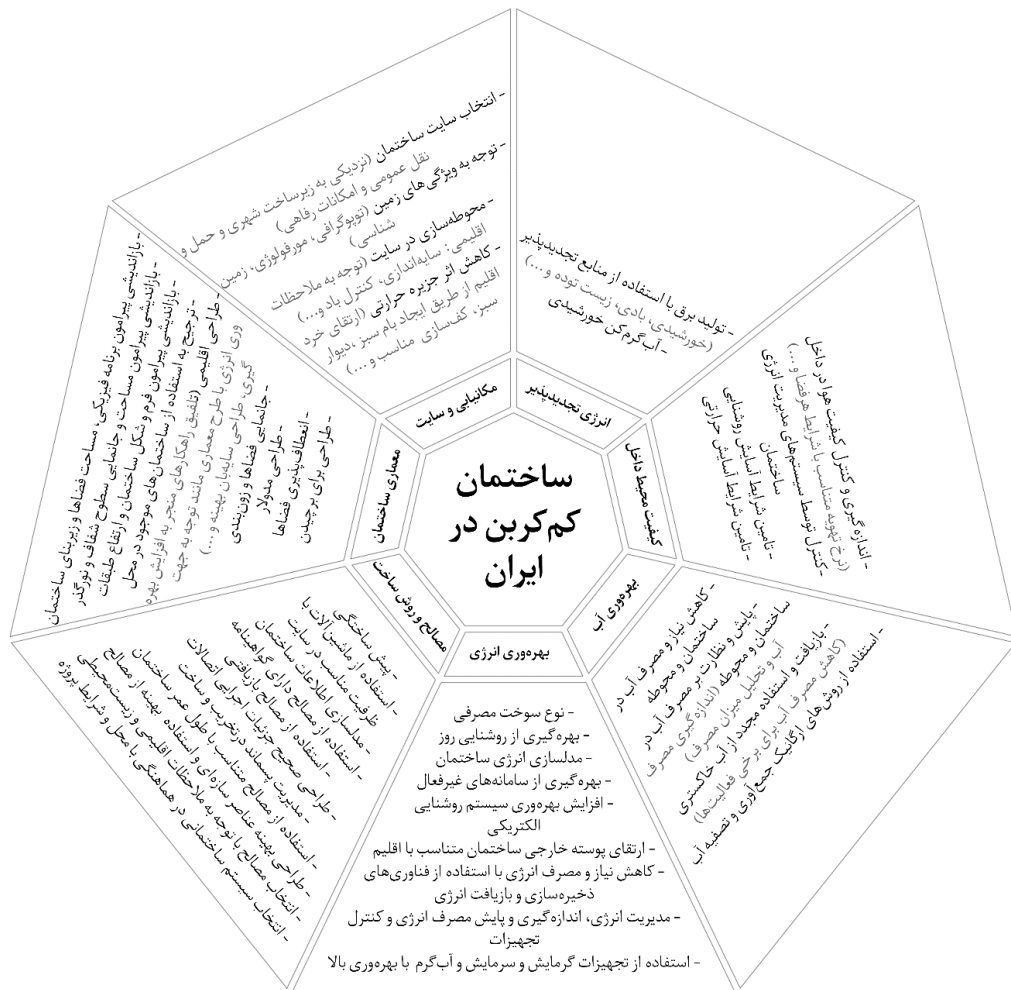 ساختمان
کم‌کربن در
ایران
انرژی تجدیدپذیر
- تولید برق با استفاده از منابع تجدیدپذیر
(خورشیدی، بادی، زیست توده و...)
- آب‌گرم‌کن خورشیدی
کیفیت محیط داخل
- اندازه‌گیری و کنترل کیفیت هوا در داخل
(نرخ تهویه متناسب با شرایط هرفضا و...)
- کنترل توسط سیستم‌های مدیریت انرژی
ساختمان
- تامین شرایط آسایش روشنایی
- تامین شرایط آسایش حرارتی
بهره‌وری آب
- کاهش نیاز و مصرف آب در
ساختمان و محوطه
- پایش و نظارت بر مصرف آب در
ساختمان و محوطه (اندازه‌گیری مصرف
آب و تحلیل میزان مصرف)
- بازیافت و استفاده مجدد از آب خاکستری
(کاهش مصرف آب برای برخی فعالیت‌ها)
- استفاده از روش‌های ارگانیک جمع‌آوری و تصفیه آب
بهره‌وری انرژی
- نوع سوخت مصرفی
- بهره‌گیری از روشنایی روز
- مدلسازی انرژی ساختمان
- بهره‌گیری از سامانه‌های غیرفعال
- افزایش بهره‌وری سیستم روشنایی
الکتریکی
- ارتقای پوسته خارجی ساختمان متناسب با اقلیم
- کاهش نیاز و مصرف انرژی با استفاده از فناوری‌های
ذخیره‌سازی و بازیافت انرژی
- مدیریت انرژی، اندازه‌گیری و پایش مصرف انرژی و کنترل
تجهیزات
- استفاده از تجهیزات گرمایش و سرمایش و آب‌گرم با بهره‌وری بالا
مصالح و روش ساخت
- پیش ساختگی
- استفاده از ماشین‌آلات با
ظرفیت مناسب در سایت
- مدلسازی اطلاعات ساختمان
- استفاده از مصالح دارای گواهینامه
- استفاده از مصالح بازیافتی
- طراحی صحیح جزئیات اجرایی اتصالات
- مدیریت پسماند در تخریب و ساخت
- استفاده از مصالح متناسب با طول عمر ساختمان
- طراحی بهینه عناصر سازه‌ای و استفاده بهینه از مصالح
- انتخاب مصالح با توجه به ملاحظات اقلیمی و زیست‌محیطی
- انتخاب سیستم ساختمانی در هماهنگی با محل و شرایط پروژه
معماری ساختمان
- بازاندیشی پیرامون برنامه فیزیکی، مساحت فضاها و زیربنای ساختمان
- بازاندیشی پیرامون مساحت و جانمایی سطوح شفاف و نورگذر
- بازاندیشی پیرامون فرم و شکل ساختمان و ارتفاع طبقات
- ترجیح به استفاده از ساختمان‌های موجود در محل
- طراحی اقلیمی (تلفیق راهکارهای منجر به افزایش بهره
وری انرژی با طرح معماری مانند توجه به جهت
گیری، طراحی سایه‌بان بهینه و...)
- جانمایی فضاها و زون‌بندی
- طراحی مدولار
- انعطاف‌پذیری فضاها
- طراحی برای برچیدن
مکانیابی و سایت
- انتخاب سایت ساختمان (نزدیکی به زیرساخت شهری و حمل و
نقل عمومی و امکانات رفاهی)
- توجه به ویژگی‌های زمین (توپوگرافی، مورفولوژی، زمین
شناسی)
- محوطه‌سازی در سایت (توجه به ملاحظات
اقلیمی: سایه‌اندازی، کنترل باد و...)
- کاهش اثر جزیره حرارتی (ارتقای خرد
اقلیم از طریق ایجاد بام سبز، دیوار
سبز، کف‌سازی مناسب و...)